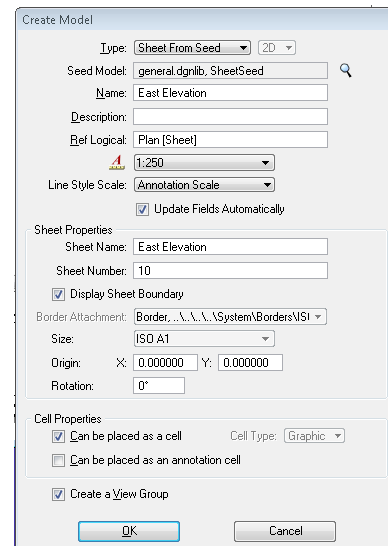 Create Model
Type: Sheet From Seed 2D
Seed Model: general.dgnlib, SheetSeed
Name: East Elevation
Description:
Ref Logical: Plan [Sheet]
A 1:250
Line Style Scale: Annotation Scale
Update Fields Automatically
Sheet Properties
Sheet Name: East Elevation
Sheet Number: 10
Display Sheet Boundary
Border Attachment: Border, ..\..\..\..\System\Borders\IS
Size: ISO A1
Origin: X: 0.000000 Y: 0.000000
Rotation: 0°
Cell Properties
Can be placed as a cell Cell Type: Graphic
Can be placed as an annotation cell
Create a View Group
OK Cancel